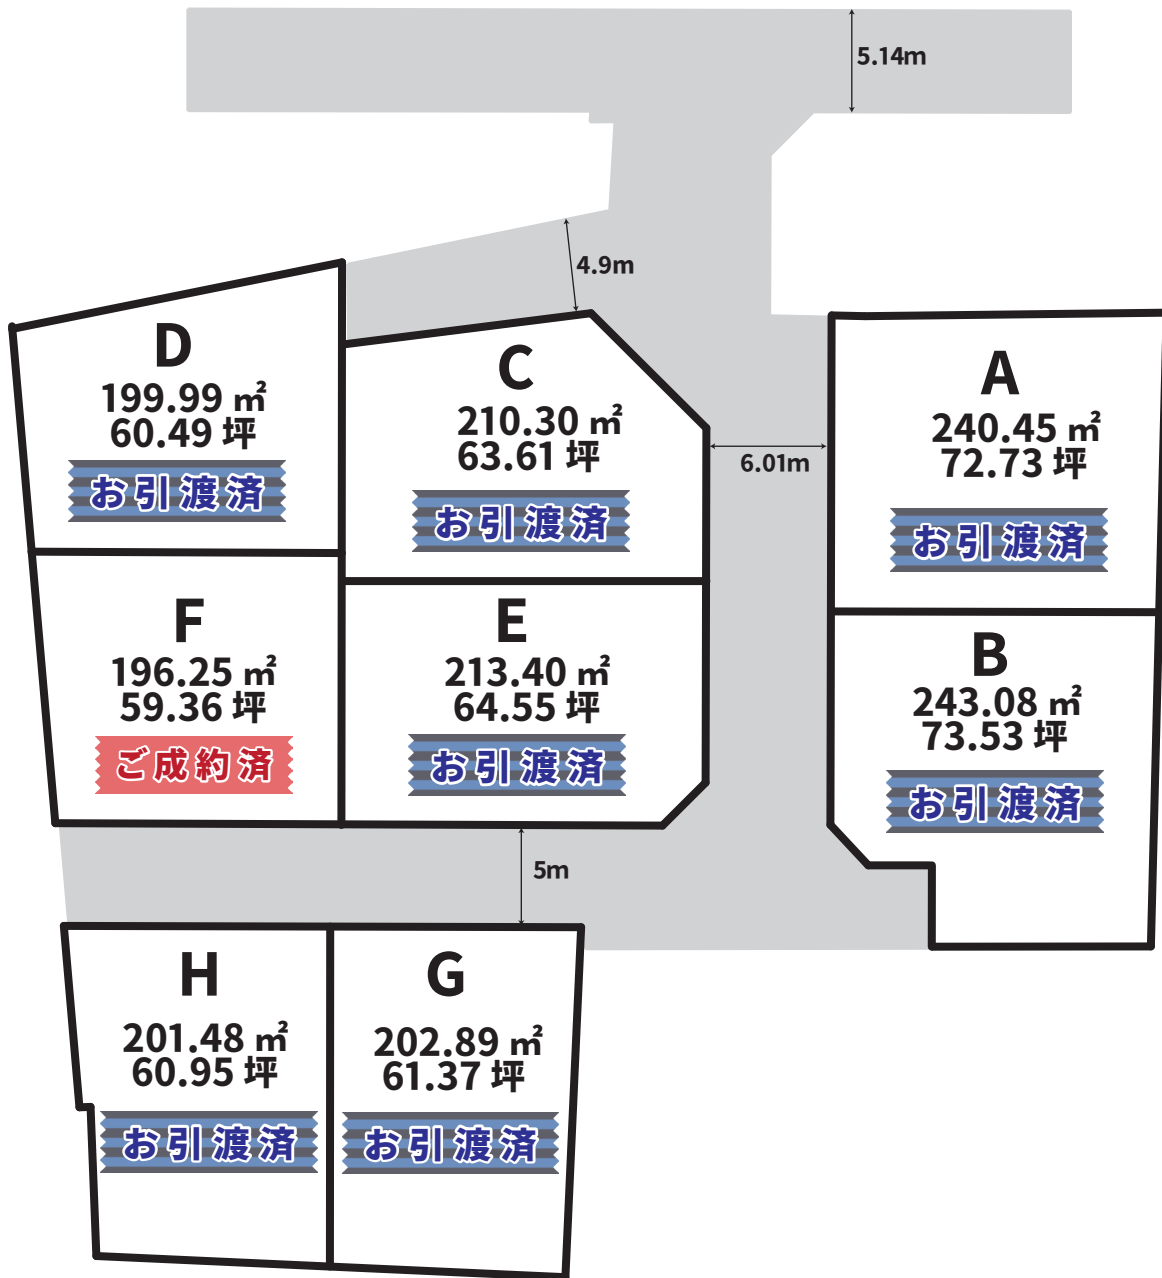 5.14m
4.9m
D
199.99 ㎡
60.49 坪
お引渡済
C
210.30 ㎡
63.61 坪
お引渡済
6.01m
A
240.45 ㎡
72.73 坪
お引渡済
F
196.25 ㎡
59.36 坪
ご成約済
E
213.40 ㎡
64.55 坪
お引渡済
B
243.08 ㎡
73.53 坪
お引渡済
5m
H
201.48 ㎡
60.95 坪
お引渡済
G
202.89 ㎡
61.37 坪
お引渡済